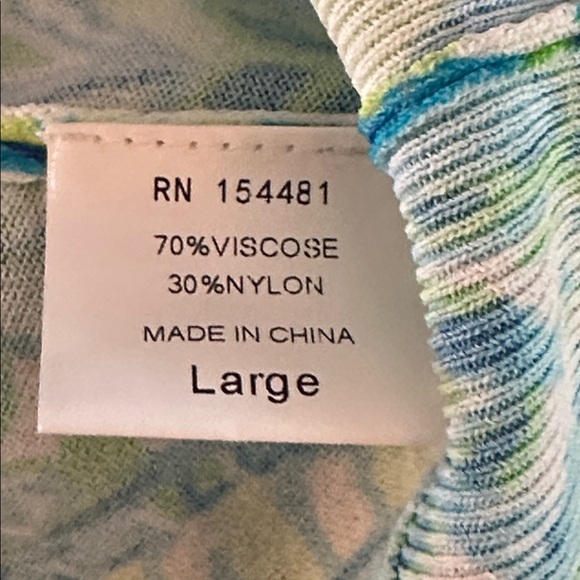 RN 154481
70%VISCOSE
30%NYLON
MADE IN CHINA
Large